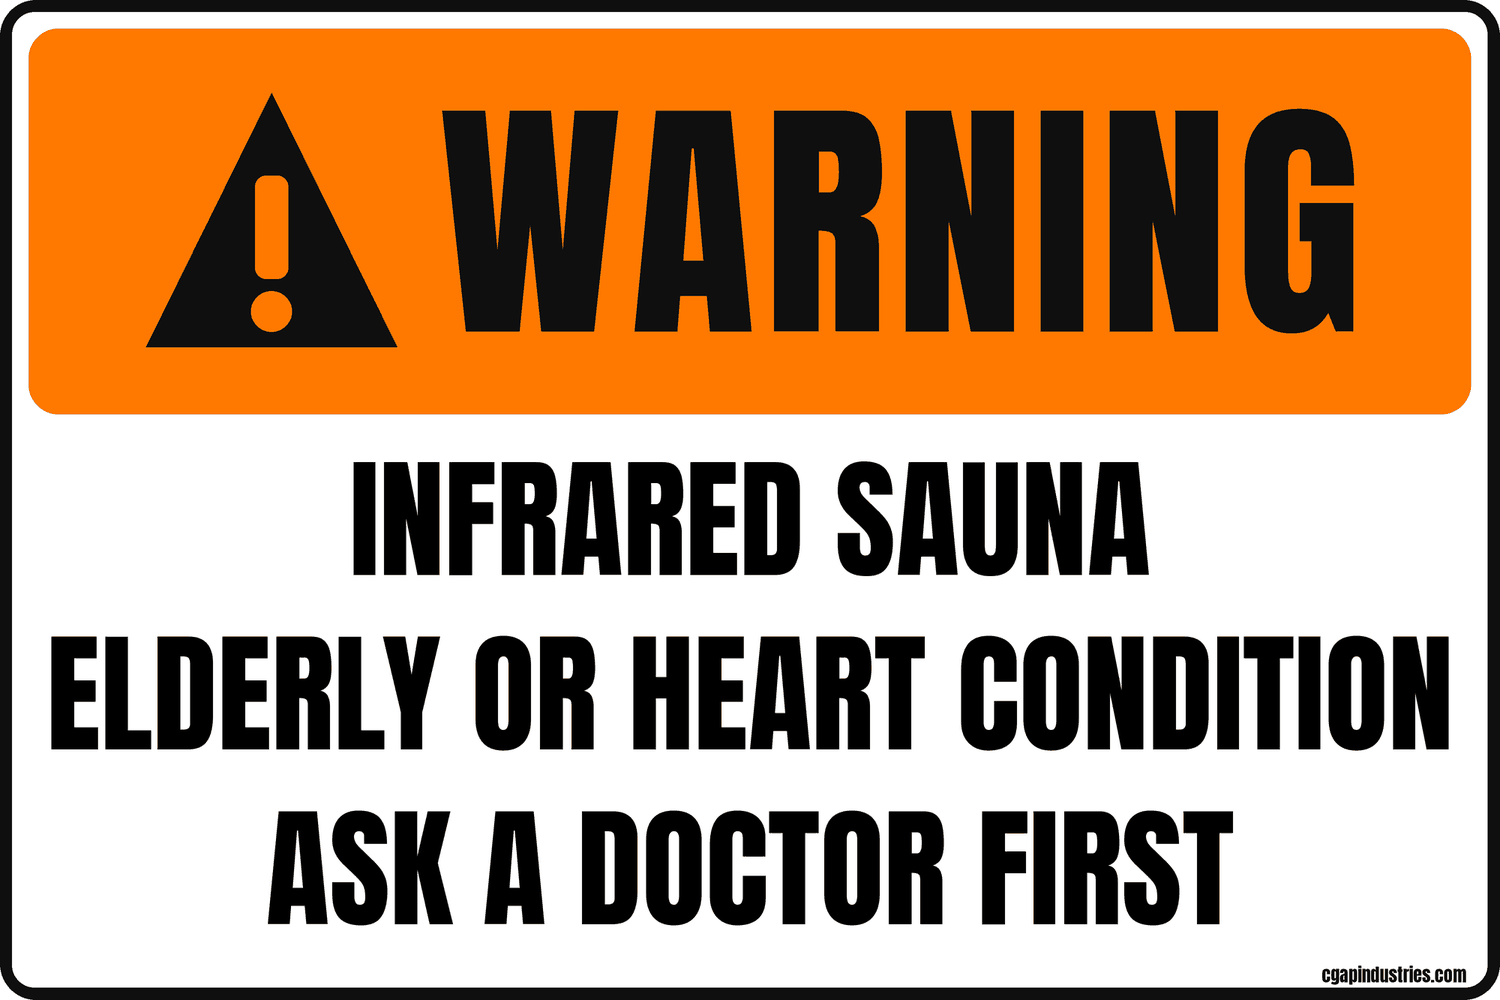 WARNING
INFRARED SAUNA
ELDERLY OR HEART CONDITION
ASK A DOCTOR FIRST
cgapindustries.com